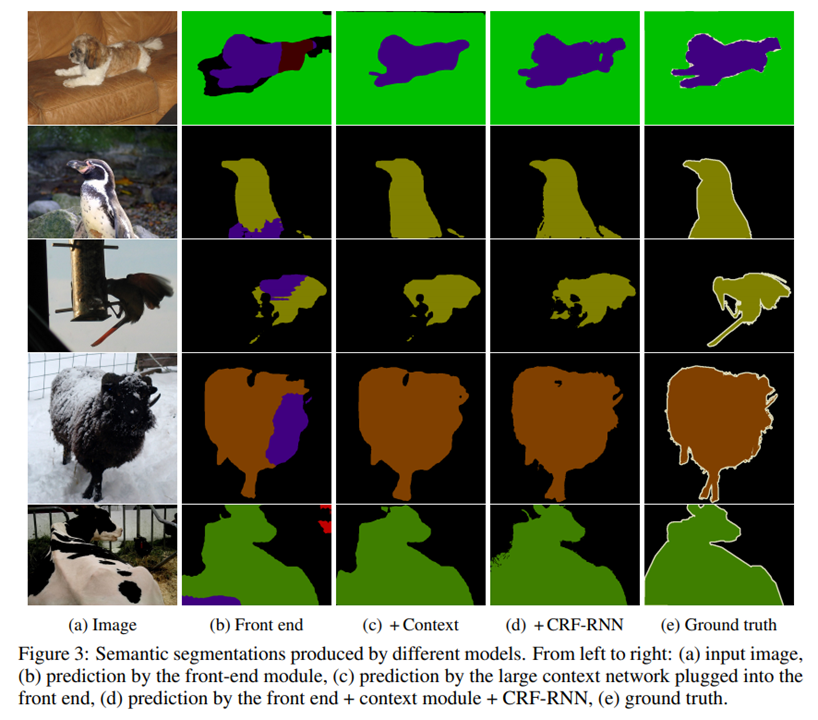 (a) Image (b) Front end (c) + Context (d) + CRF-RNN (e) Ground truth
Figure 3: Semantic segmentations produced by different models. From left to right: (a) input image,
(b) prediction by the front-end module, (c) prediction by the large context network plugged into the
front end, (d) prediction by the front end + context module + CRF-RNN, (e) ground truth.